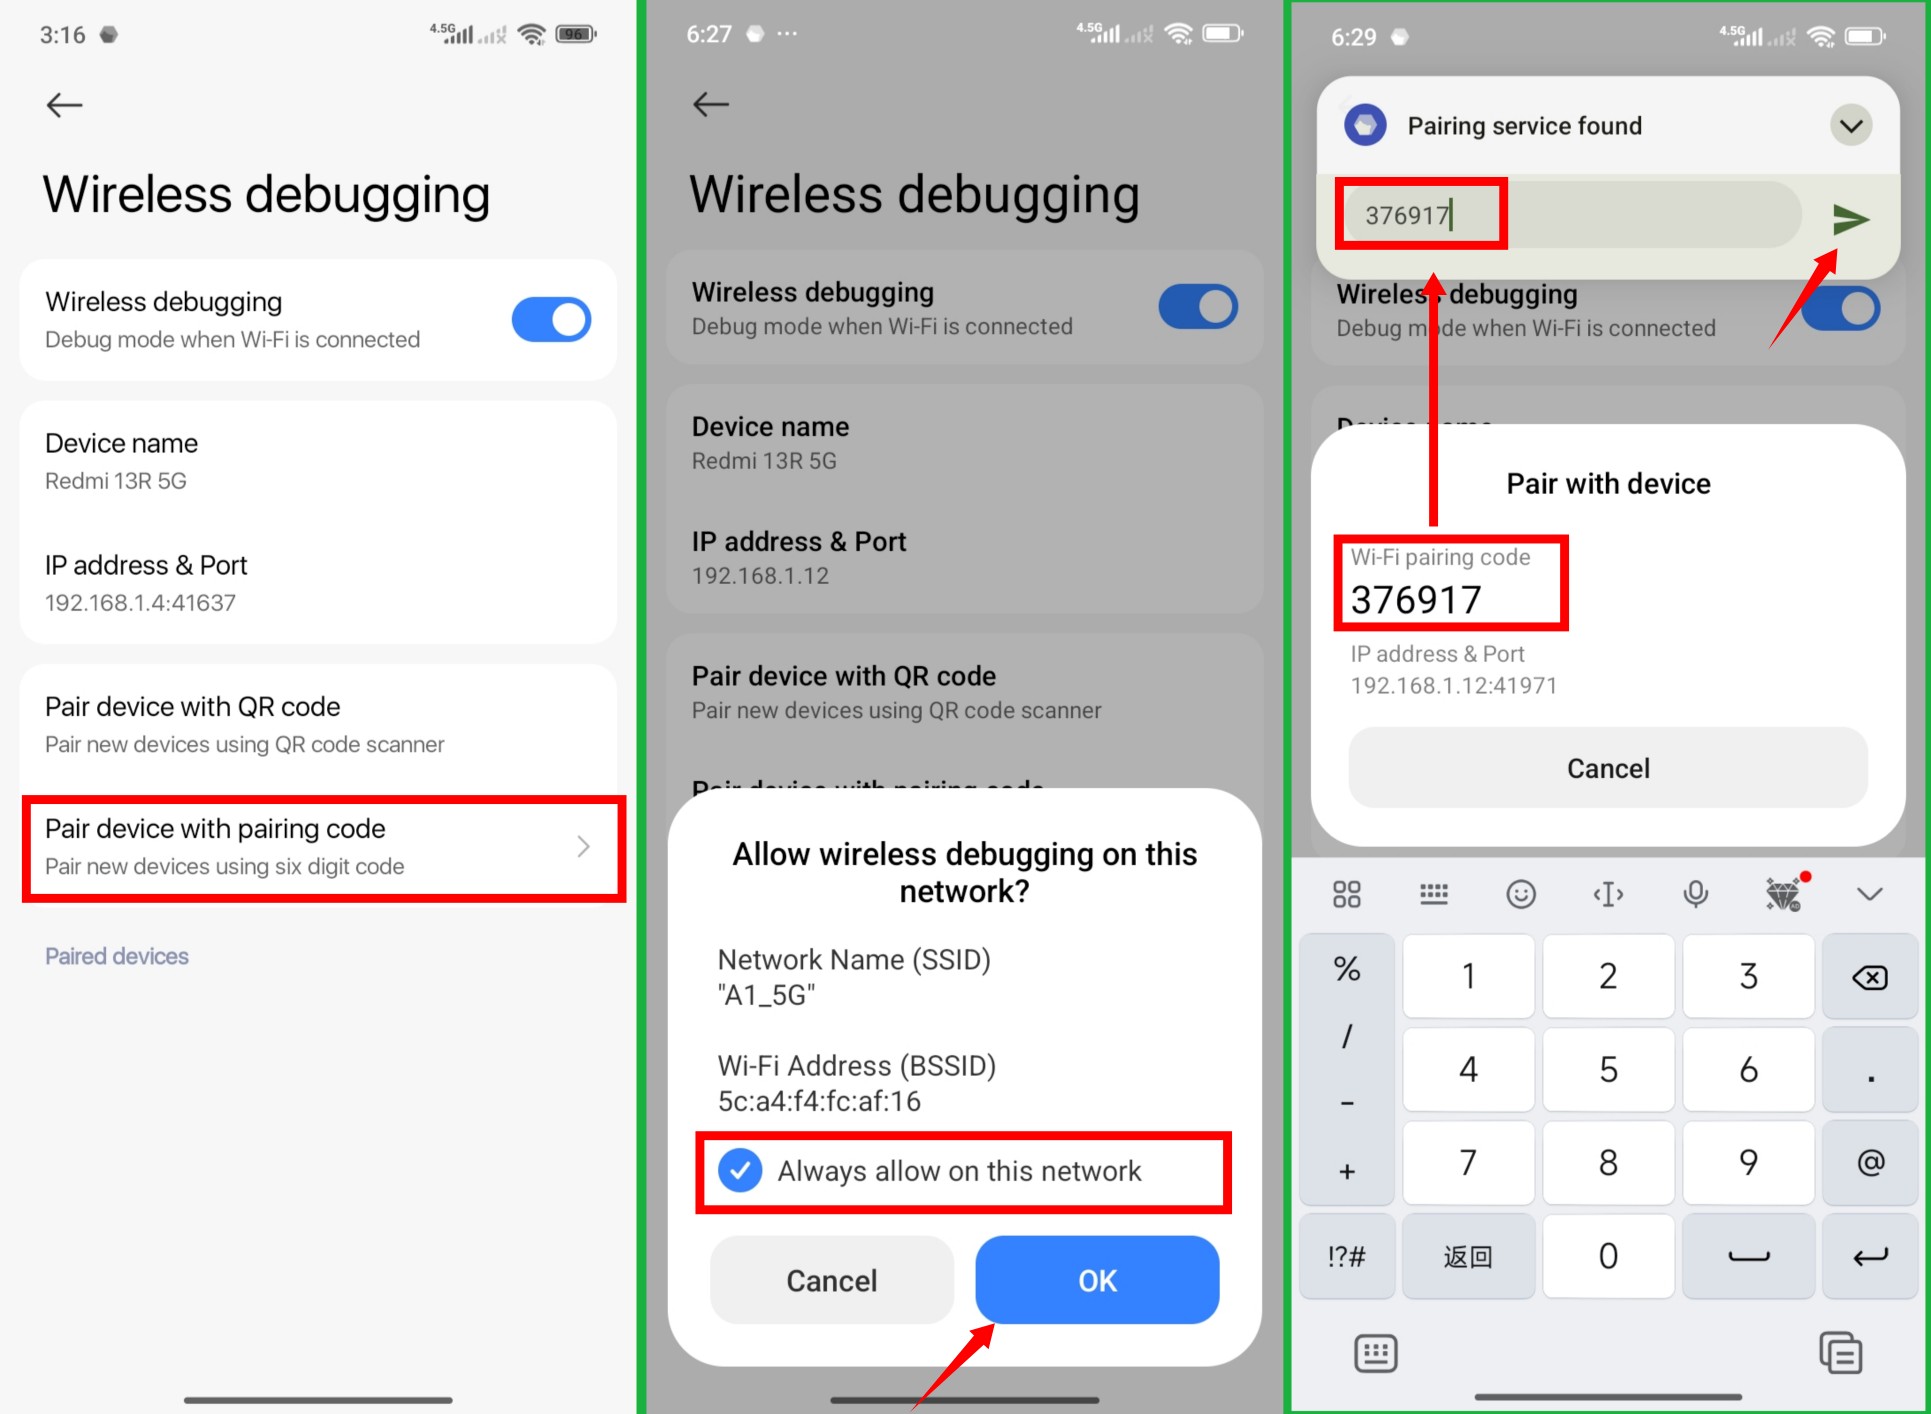 3:16
4.5G
96
Wireless debugging
Wireless debugging
Debug mode when Wi-Fi is connected
Device name
Redmi 13R 5G
IP address & Port
192.168.1.4:41637
Pair device with QR code
Pair new devices using QR code scanner
Pair device with pairing code
Pair new devices using six digit code
Paired devices
6:27
4.5G
Wireless debugging
Wireless debugging
Debug mode when Wi-Fi is connected
Device name
Redmi 13R 5G
IP address & Port
192.168.1.12
Pair device with QR code
Pair new devices using QR code scanner
Pair device with pairing code
Allow wireless debugging on this
network?
Network Name (SSID)
"A1_5G"
Wi-Fi Address (BSSID)
5c:a4:f4:fc:af:16
Always allow on this network
Cancel
OK
6:29
4.5G
Pairing service found
376917
Wireless debugging
Debug mode when Wi-Fi is connected
Device name
Pair with device
Wi-Fi pairing code
376917
IP address & Port
192.168.1.12:41971
Cancel
% 1 2 3
/ 4 5 6 .
-
+ 7 8 9 @
!?# 返回 0